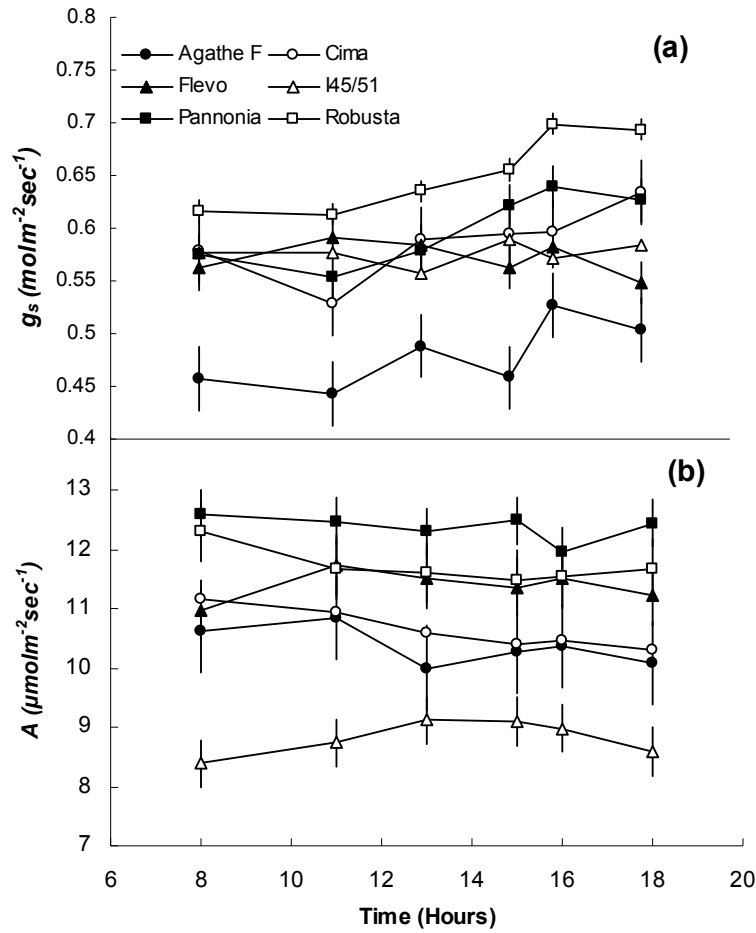 0.8
0.75
0.7
0.65
0.6
0.55
0.5
0.45
0.4
gₛ (molm⁻²sec⁻¹)
Agathe F Cima
Flevo I45/51
Pannonia Robusta
(a)
(b)
13
12
11
10
9
8
7
A (μmolm⁻²sec⁻¹)
6 8 10 12 14 16 18 20
Time (Hours)